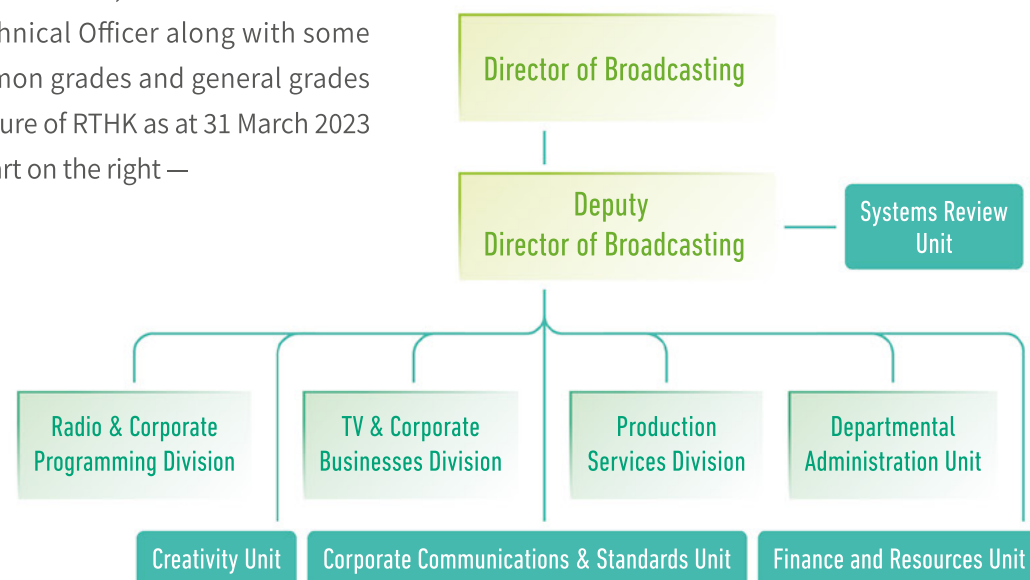 hnical Officer along with some
mon grades and general grades
ure of RTHK as at 31 March 2023
art on the right —
Director of Broadcasting
Deputy
Director of Broadcasting
Systems Review
Unit
Radio & Corporate
Programming Division
TV & Corporate
Businesses Division
Production
Services Division
Departmental
Administration Unit
Creativity Unit
Corporate Communications & Standards Unit
Finance and Resources Unit